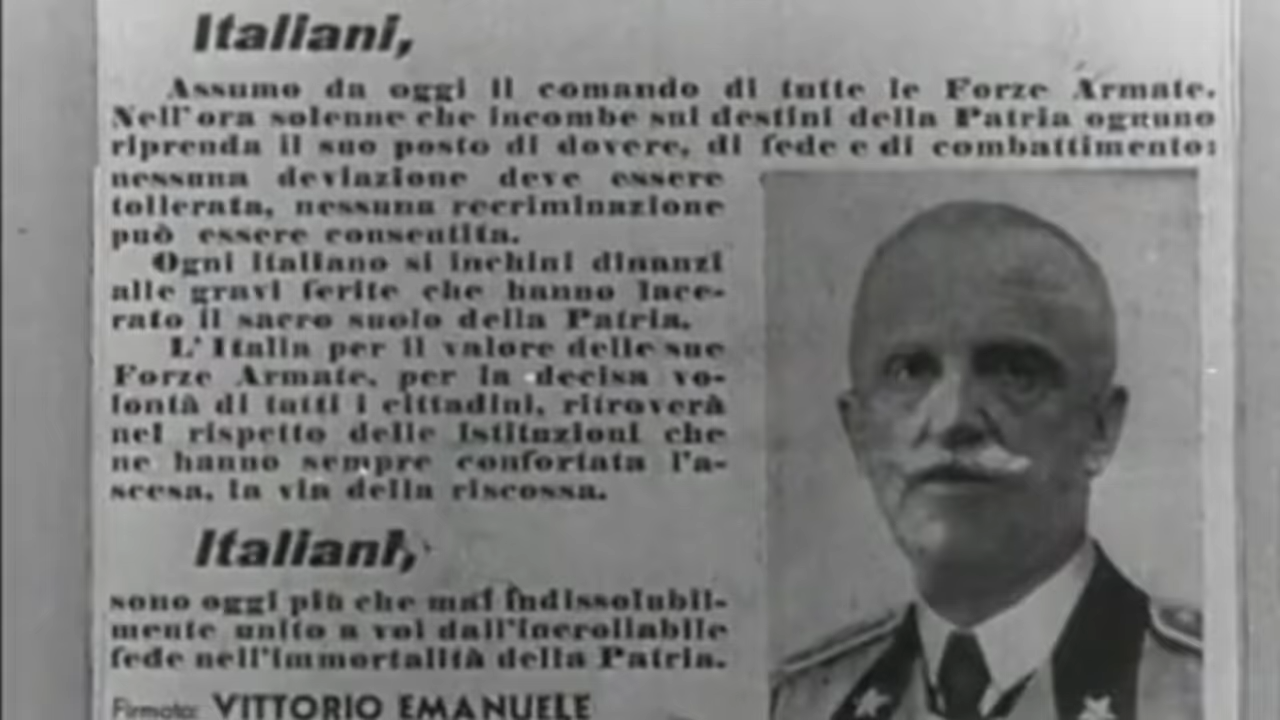 Italiani,
Assumo da oggi il comando di tutte le Forze Armate.
Nell'ora solenne che incombe sui destini della Patria ognuno
riprenda il suo posto di dovere, di fede e di combattimento:
nessuna deviazione deve essere
tollerata, nessuna recriminazione
può essere consentita.
Ogni Italiano si inchini dinanzi
alle gravi ferite che hanno lace-
rato il sacro suolo della Patria.
L'Italia per il valore delle sue
Forze Armate, per la decisa vo-
lontà di tutti i cittadini, ritroverà
nel rispetto delle Istituzioni che
ne hanno sempre confortata l'a-
scesa, la via della riscossa.
Italiani,
sono oggi più che mai indissolubil-
mente unito a voi dall'incrollabile
fede nell'immortalità della Patria.
Firmato: VITTORIO EMANUELE